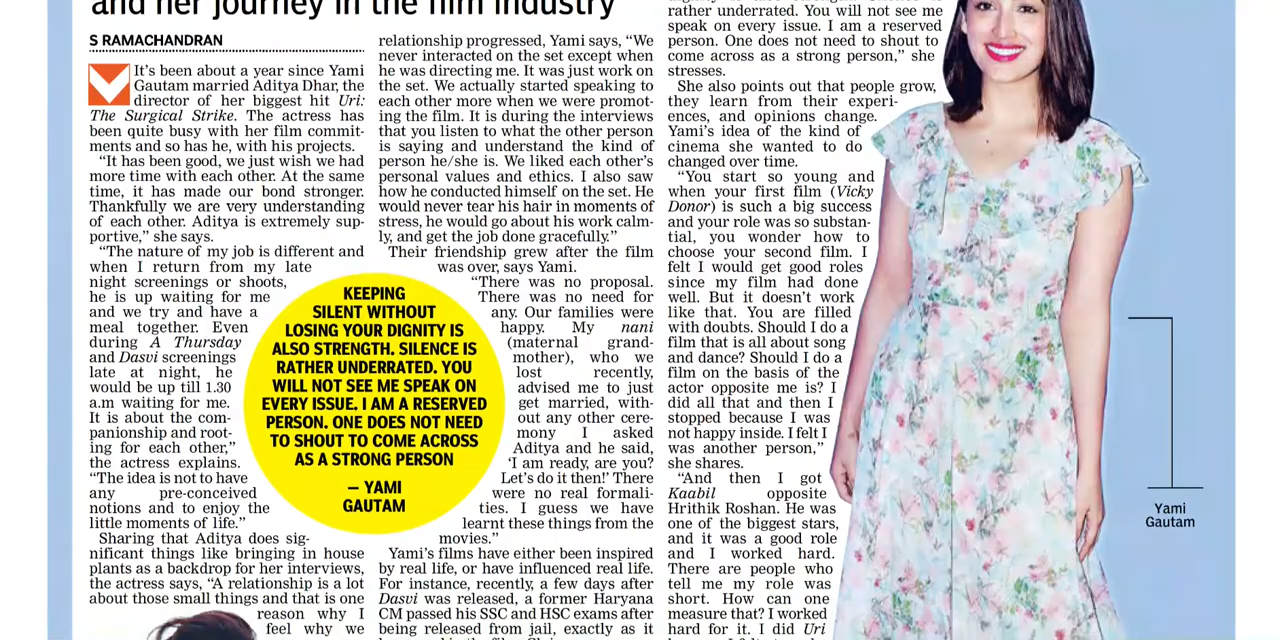 and her journey in the film industry
S RAMACHANDRAN
It's been about a year since Yami
Gautam married Aditya Dhar, the
director of her biggest hit Uri:
The Surgical Strike. The actress has
been quite busy with her film commit-
ments and so has he, with his projects.
“It has been good, we just wish we had
more time with each other. At the same
time, it has made our bond stronger.
Thankfully we are very understanding
of each other. Aditya is extremely sup-
portive,” she says.
“The nature of my job is different and
when I return from my late
night screenings or shoots,
he is up waiting for me
and we try and have a
meal together. Even
during A Thursday
and Dasvi screenings
late at night, he
would be up till 1.30
a.m waiting for me.
It is about the com-
panionship and root-
ing for each other,”
the actress explains.
“The idea is not to have
any pre-conceived
notions and to enjoy the
little moments of life.”
Sharing that Aditya does sig-
nificant things like bringing in house
plants as a backdrop for her interviews,
the actress says, “A relationship is a lot
about those small things and that is one
reason why I
feel why we
KEEPING
SILENT WITHOUT
LOSING YOUR DIGNITY IS
ALSO STRENGTH. SILENCE IS
RATHER UNDERRATED. YOU
WILL NOT SEE ME SPEAK ON
EVERY ISSUE. I AM A RESERVED
PERSON. ONE DOES NOT NEED
TO SHOUT TO COME ACROSS
AS A STRONG PERSON
— YAMI
GAUTAM
relationship progressed, Yami says, “We
never interacted on the set except when
he was directing me. It was just work on
the set. We actually started speaking to
each other more when we were promot-
ing the film. It is during the interviews
that you listen to what the other person
is saying and understand the kind of
person he/she is. We liked each other's
personal values and ethics. I also saw
how he conducted himself on the set. He
would never tear his hair in moments of
stress, he would go about his work calm-
ly, and get the job done gracefully.”
Their friendship grew after the film
was over, says Yami.
“There was no proposal.
There was no need for
any. Our families were
happy. My nani
(maternal grand-
mother), who we
lost recently,
advised me to just
get married, with-
out any other cere-
mony I asked
Aditya and he said,
‘I am ready, are you?
Let's do it then!’ There
were no real formali-
ties. I guess we have
learnt these things from the
movies.”
Yami's films have either been inspired
by real life, or have influenced real life.
For instance, recently, a few days after
Dasvi was released, a former Haryana
CM passed his SSC and HSC exams after
being released from jail, exactly as it
rather underrated. You will not see me
speak on every issue. I am a reserved
person. One does not need to shout to
come across as a strong person,” she
stresses.
She also points out that people grow,
they learn from their experi-
ences, and opinions change.
Yami's idea of the kind of
cinema she wanted to do
changed over time.
“You start so young and
when your first film (Vicky
Donor) is such a big success
and your role was so substan-
tial, you wonder how to
choose your second film. I
felt I would get good roles
since my film had done
well. But it doesn't work
like that. You are filled
with doubts. Should I do a
film that is all about song
and dance? Should I do a
film on the basis of the
actor opposite me is? I
did all that and then I
stopped because I was
not happy inside. I felt I
was another person,”
she shares.
“And then I got
Kaabil opposite
Hrithik Roshan. He was
one of the biggest stars,
and it was a good role
and I worked hard.
There are people who
tell me my role was
short. How can one
measure that? I worked
hard for it. I did Uri
Yami
Gautam